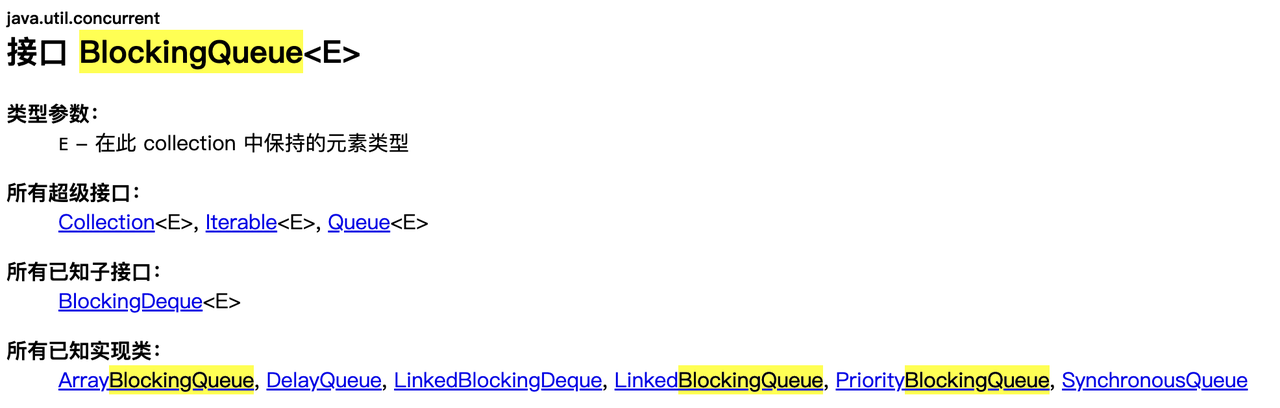 java.util.concurrent
接口 BlockingQueue<E>
类型参数：
E - 在此 collection 中保持的元素类型
所有超级接口：
Collection<E>, Iterable<E>, Queue<E>
所有已知子接口：
BlockingDeque<E>
所有已知实现类：
ArrayBlockingQueue, DelayQueue, LinkedBlockingDeque, LinkedBlockingQueue, PriorityBlockingQueue, SynchronousQueue